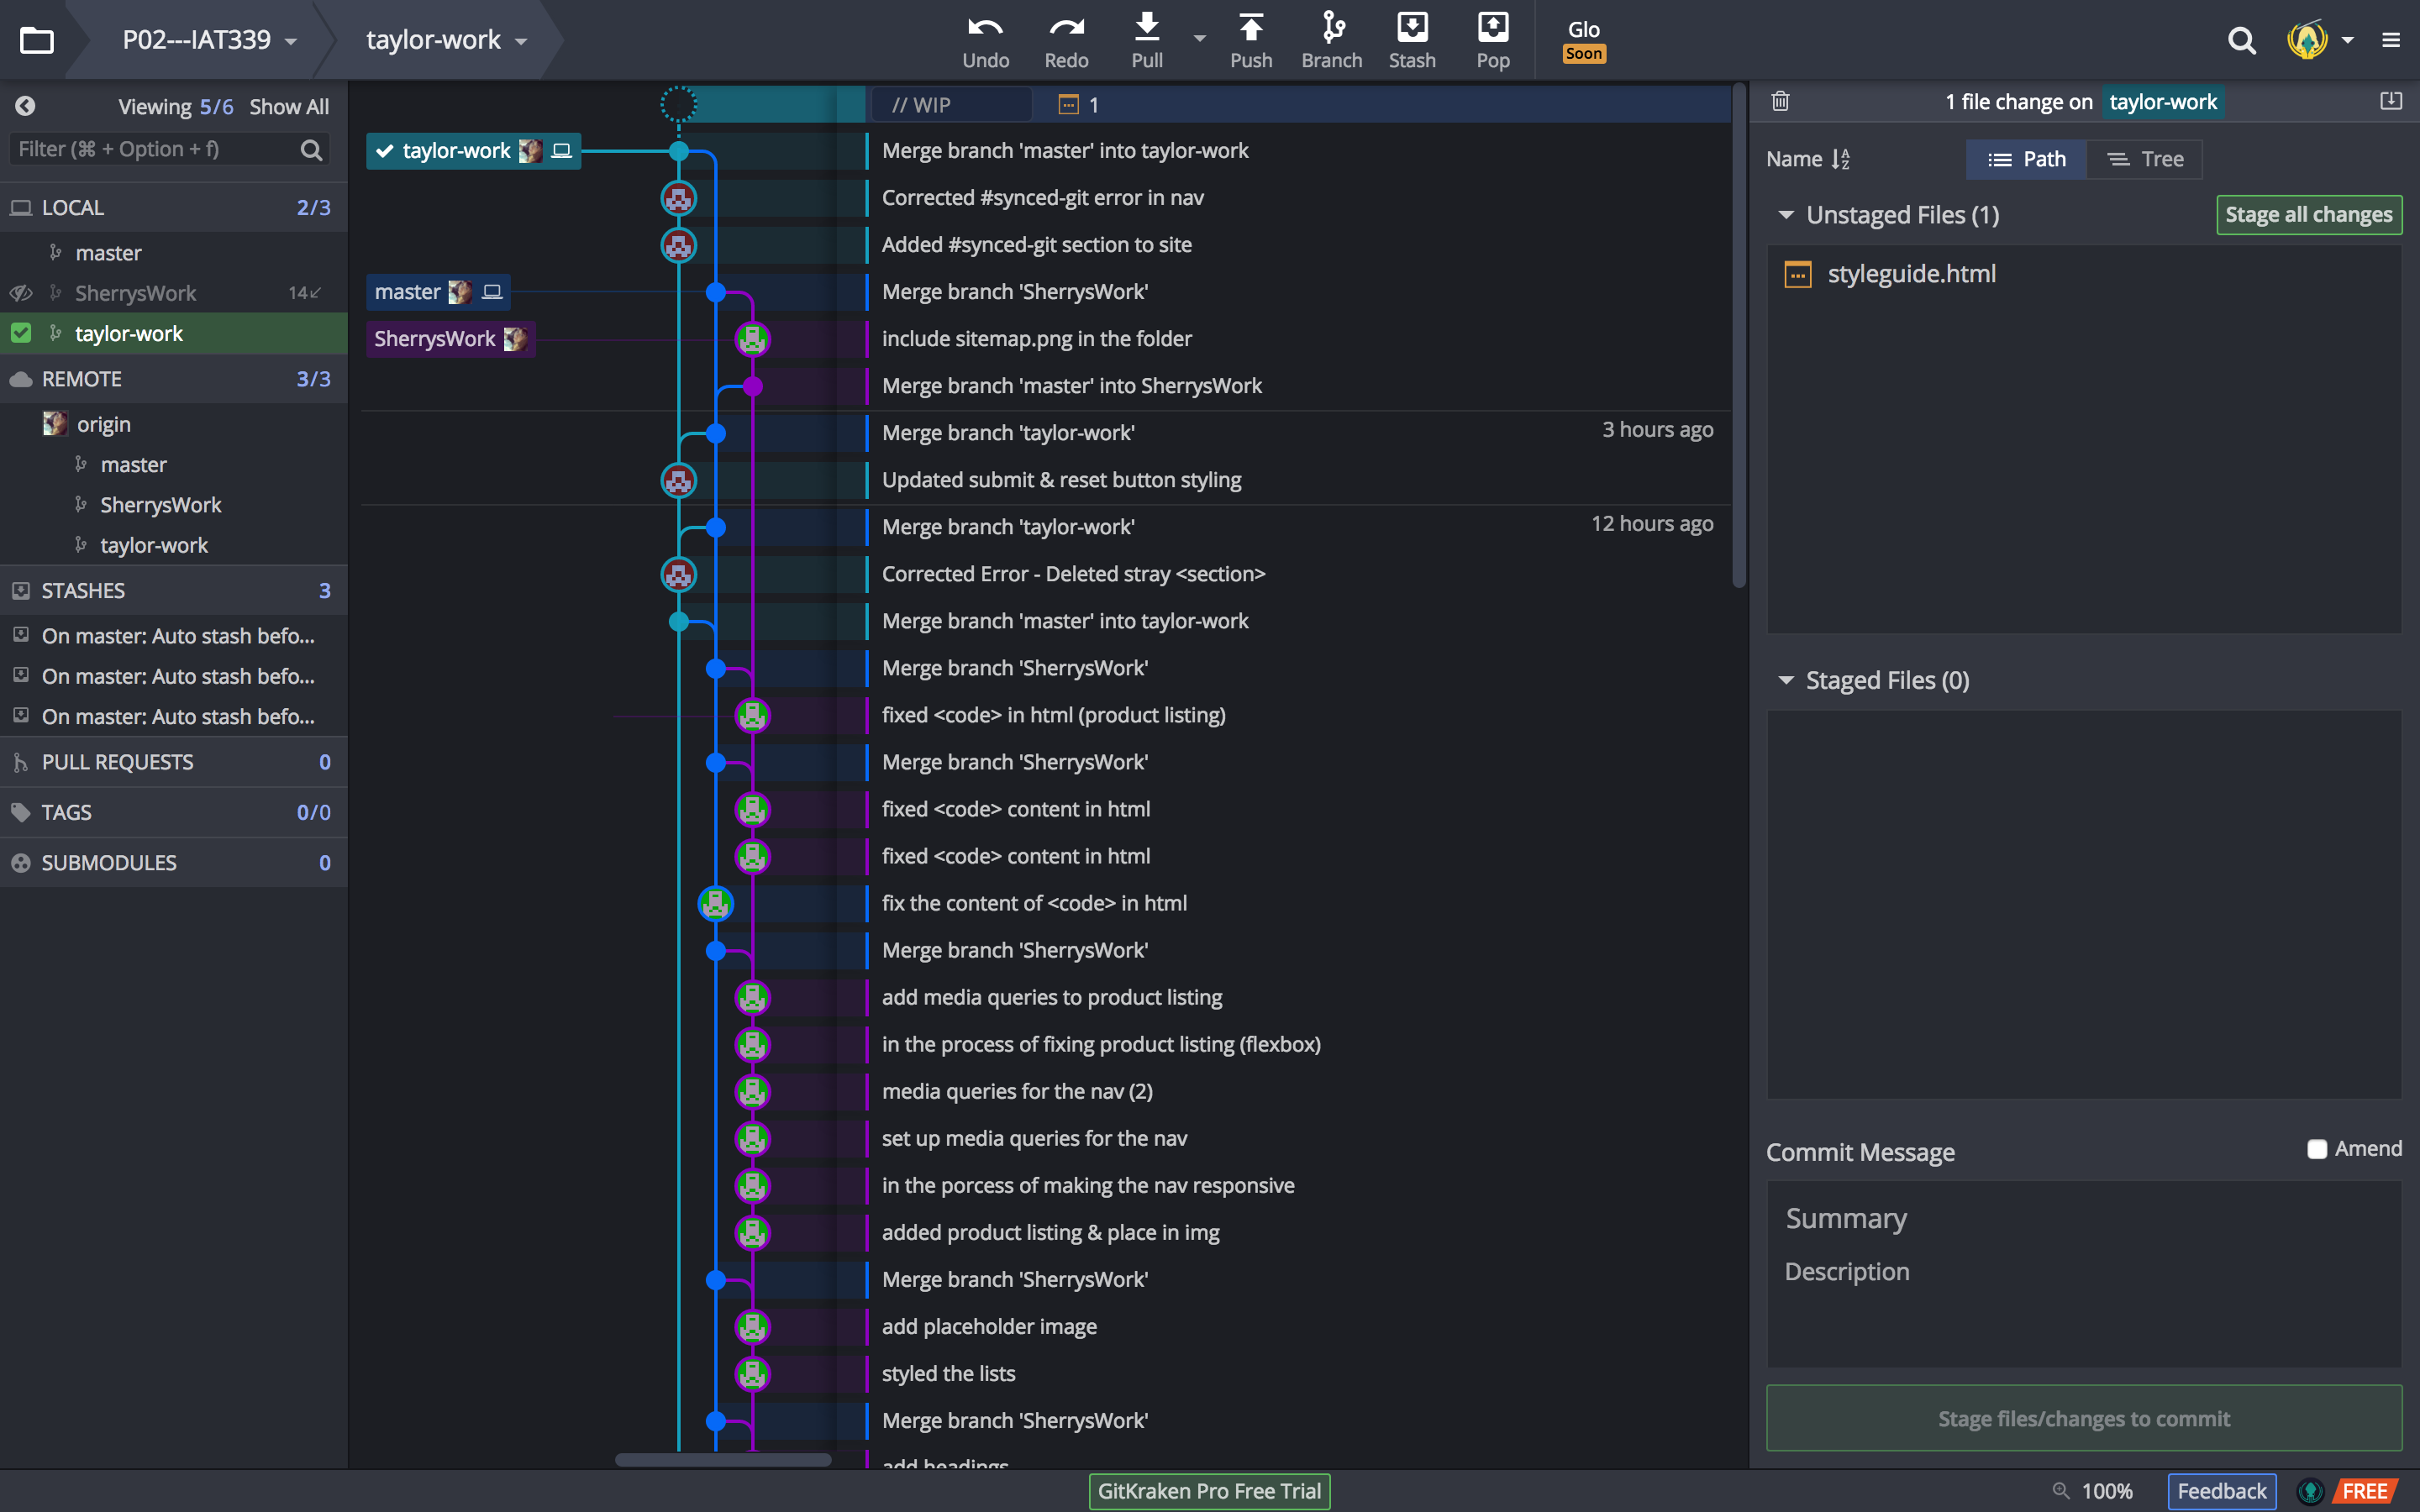 P02---IAT339
taylor-work
Undo
Redo
Pull
Push
Branch
Stash
Pop
Glo
Soon
Viewing 5/6 Show All
Filter (⌘ + Option + f)
LOCAL 2/3
master
SherrysWork 14↙
taylor-work
REMOTE 3/3
origin
master
SherrysWork
taylor-work
STASHES 3
On master: Auto stash befo...
On master: Auto stash befo...
On master: Auto stash befo...
PULL REQUESTS 0
TAGS 0/0
SUBMODULES 0
// WIP 1
taylor-work Merge branch 'master' into taylor-work
Corrected #synced-git error in nav
Added #synced-git section to site
master Merge branch 'SherrysWork'
SherrysWork include sitemap.png in the folder
Merge branch 'master' into SherrysWork
Merge branch 'taylor-work' 3 hours ago
Updated submit & reset button styling
Merge branch 'taylor-work' 12 hours ago
Corrected Error - Deleted stray <section>
Merge branch 'master' into taylor-work
Merge branch 'SherrysWork'
fixed <code> in html (product listing)
Merge branch 'SherrysWork'
fixed <code> content in html
fixed <code> content in html
fix the content of <code> in html
Merge branch 'SherrysWork'
add media queries to product listing
in the process of fixing product listing (flexbox)
media queries for the nav (2)
set up media queries for the nav
in the porcess of making the nav responsive
added product listing & place in img
Merge branch 'SherrysWork'
add placeholder image
styled the lists
Merge branch 'SherrysWork'
add headings
1 file change on taylor-work
Name
Path
Tree
Unstaged Files (1)
Stage all changes
styleguide.html
Staged Files (0)
Commit Message
Amend
Summary
Description
Stage files/changes to commit
GitKraken Pro Free Trial
100%
Feedback
FREE